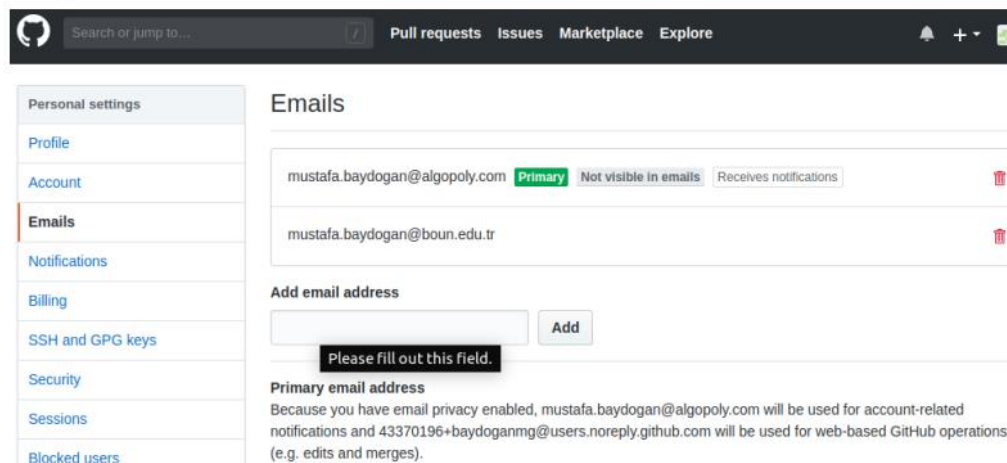 Search or jump to... / Pull requests Issues Marketplace Explore
Personal settings
Profile
Account
Emails
Notifications
Billing
SSH and GPG keys
Security
Sessions
Blocked users
Emails
mustafa.baydogan@algopoly.com Primary Not visible in emails Receives notifications
mustafa.baydogan@boun.edu.tr
Add email address
Add
Please fill out this field.
Primary email address
Because you have email privacy enabled, mustafa.baydogan@algopoly.com will be used for account-related
notifications and 43370196+baydoganmg@users.noreply.github.com will be used for web-based GitHub operations
(e.g. edits and merges).